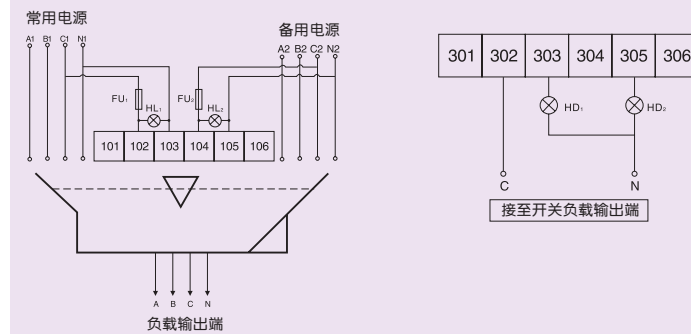 常用电源
A1 B1 C1 N1
备用电源
A2 B2 C2 N2
FU₁
HL₁
FU₂
HL₂
101 102 103 104 105 106
A B C N
负载输出端
301 302 303 304 305 306
HD₁
HD₂
C
N
接至开关负载输出端